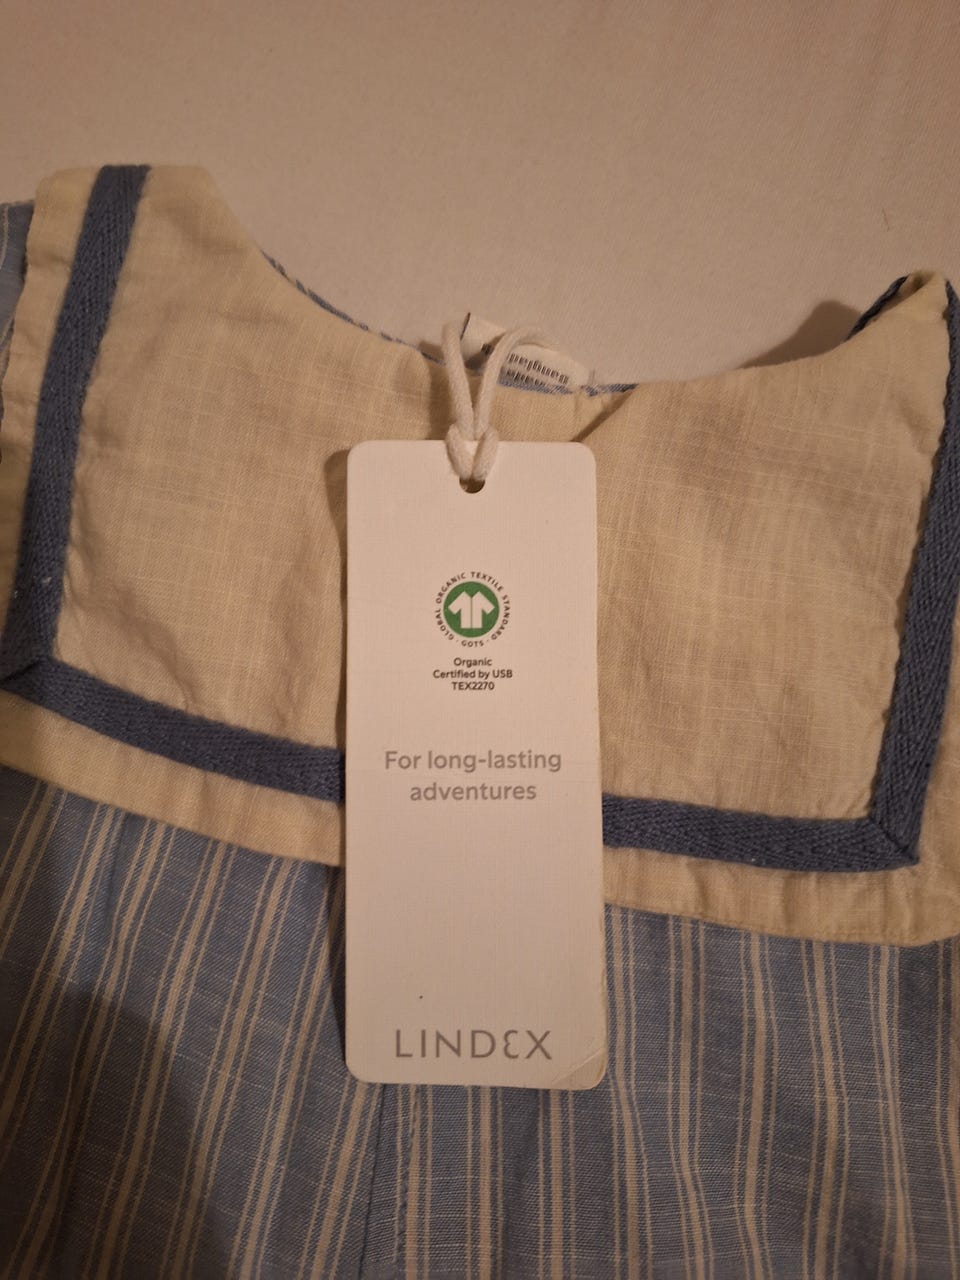 GLOBAL ORGANIC TEXTILE STANDARD
· GOTS ·
Organic
Certified by USB
TEX2270
For long-lasting
adventures
LINDEX